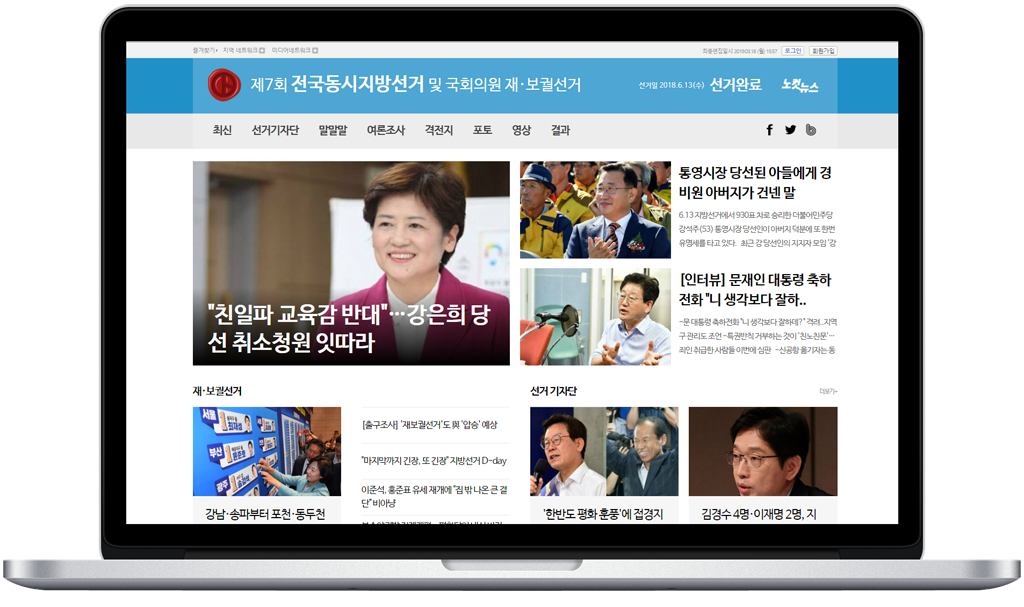 즐겨찾기 지역 네트워크 미디어네트워크
로그인 회원가입
제7회 전국동시지방선거 및 국회의원 재·보궐선거
선거일 2018.6.13(수) 선거완료 노컷뉴스
최신 선거기자단 말말말 여론조사 격전지 포토 영상 결과
"친일파 교육감 반대"…강은희 당
선 취소청원 잇따라
통영시장 당선된 아들에게 경
비원 아버지가 건넨 말
6.13 지방선거에서 930표 차로 승리한 더불어민주당
강석주(53) 통영시장 당선인이 아버지 덕분에 또 한번
유명세를 타고 있다. 최근 강 당선인의 지지자 모임 '강
[인터뷰] 문재인 대통령 축하
전화 "니 생각보다 잘하..
-문 대통령 축하전화 "니 생각보다 잘하데?" 격려..지역
구 관리도 조언 -특권반칙 거부하는 것이 '친노친문'…
죄인 취급한 사람들 이번에 심판 -신공항 옮기자는 동
재·보궐선거
서울
부산
광주
강남·송파부터 포천·동두천
[출구조사] '재보궐선거'도 與 '압승' 예상
"마지막까지 긴장, 또 긴장" 지방선거 D-day
이준석, 홍준표 유세 재개에 "짐 밖 나온 큰 결
단" 비아냥
선거 기자단
더보기+
'한반도 평화 훈풍'에 접경지
김경수 4명·이재명 2명, 지